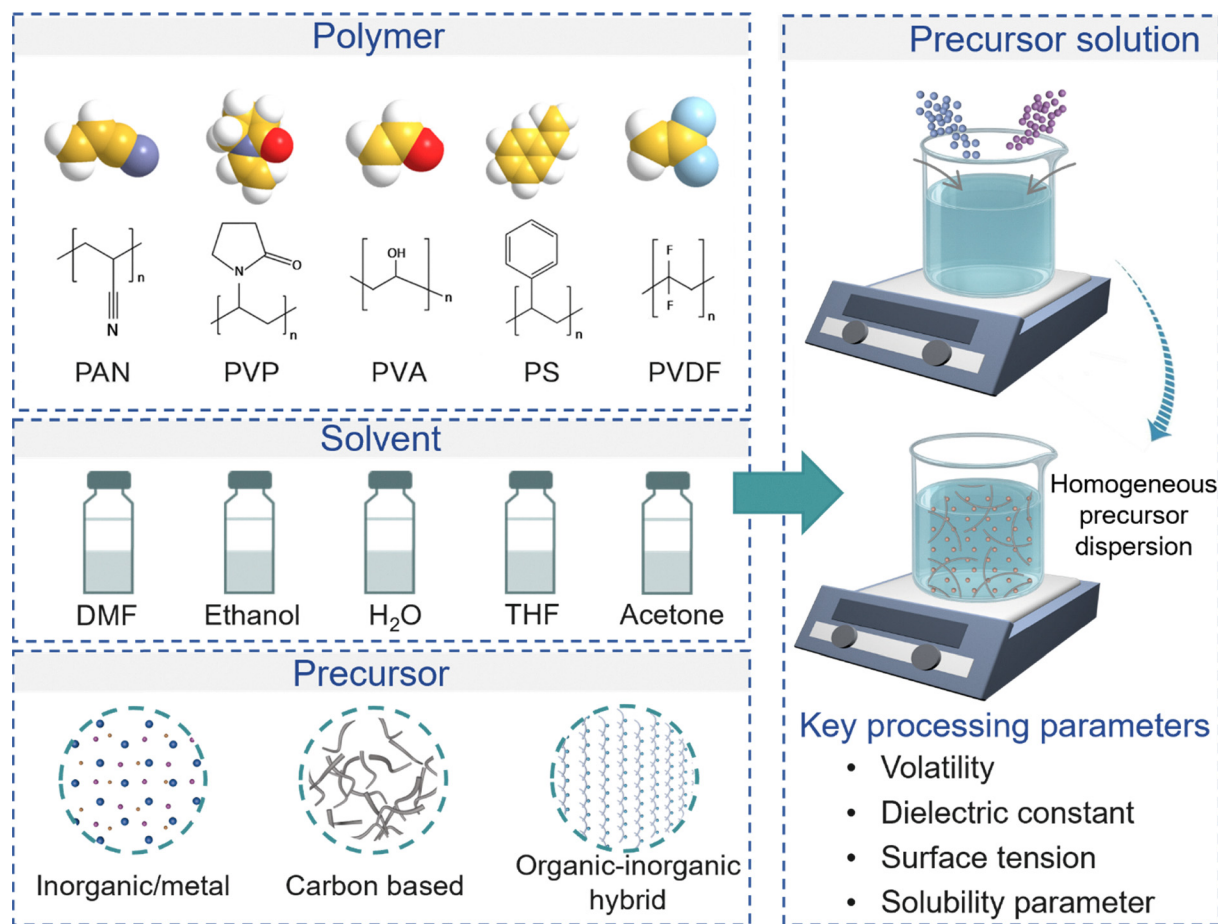 Polymer
N
n
N
O
n
OH
n
n
F
F
n
PAN
PVP
PVA
PS
PVDF
Solvent
DMF
Ethanol
H₂O
THF
Acetone
Precursor
Inorganic/metal
Carbon based
Organic-inorganic
hybrid
Precursor solution
Homogeneous
precursor
dispersion
Key processing parameters
• Volatility
• Dielectric constant
• Surface tension
• Solubility parameter